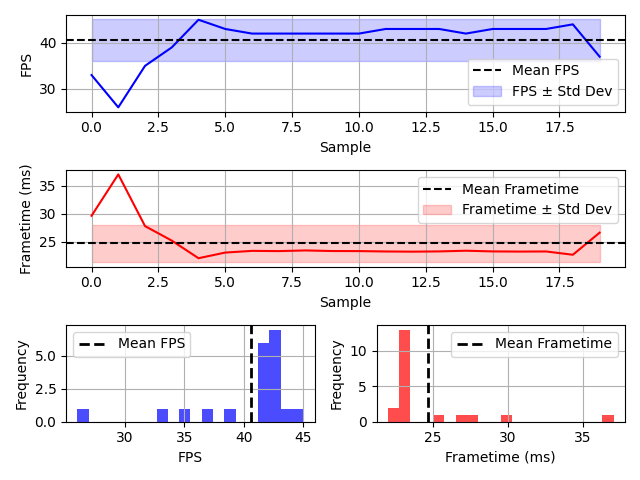 FPS
40
30
Mean FPS
FPS ± Std Dev
0.0 2.5 5.0 7.5 10.0 12.5 15.0 17.5
Sample
Frametime (ms)
35
30
25
Mean Frametime
Frametime ± Std Dev
0.0 2.5 5.0 7.5 10.0 12.5 15.0 17.5
Sample
Frequency
5.0
2.5
0.0
Mean FPS
30 35 40 45
FPS
Frequency
10
5
0
Mean Frametime
25 30 35
Frametime (ms)